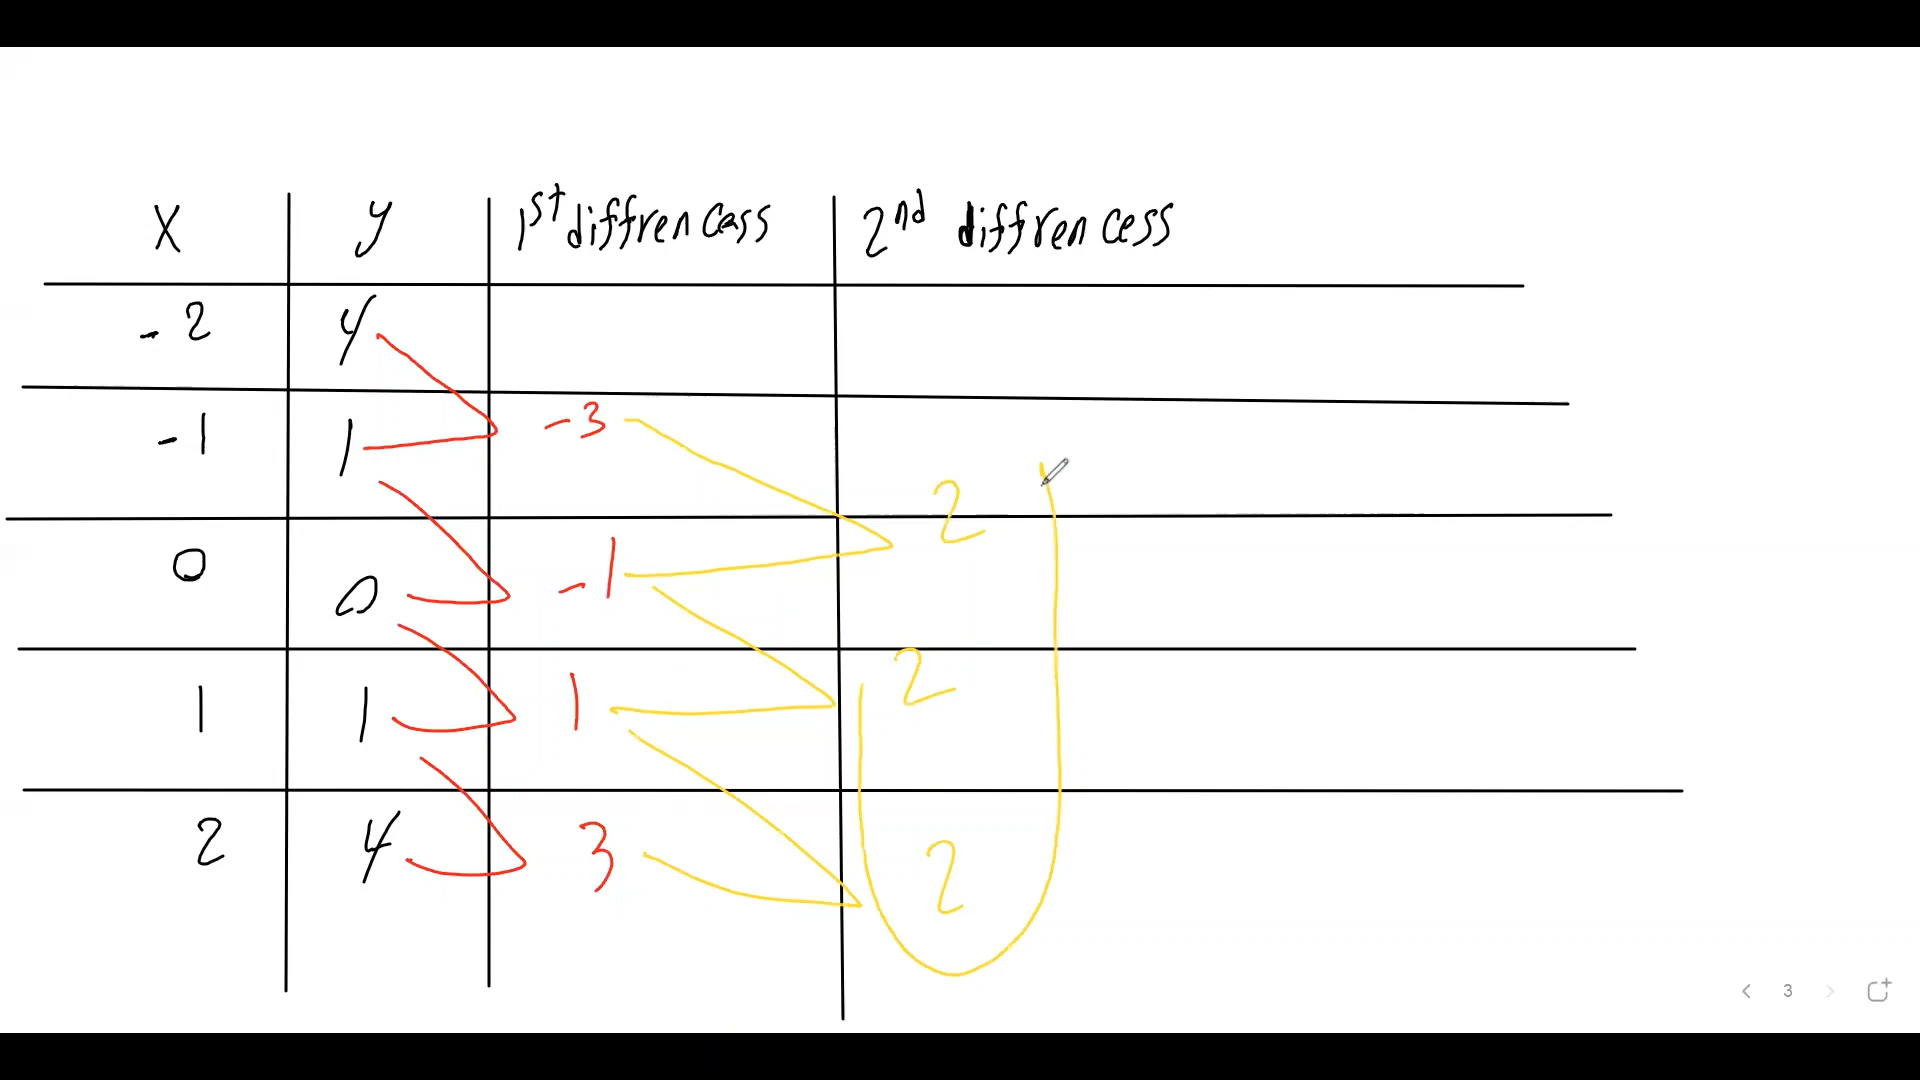 x y 1st diffrencess 2nd diffrencess
-2 4
-1 1 -3
2
0 0 -1
2
1 1 1
2 4 3 2
3